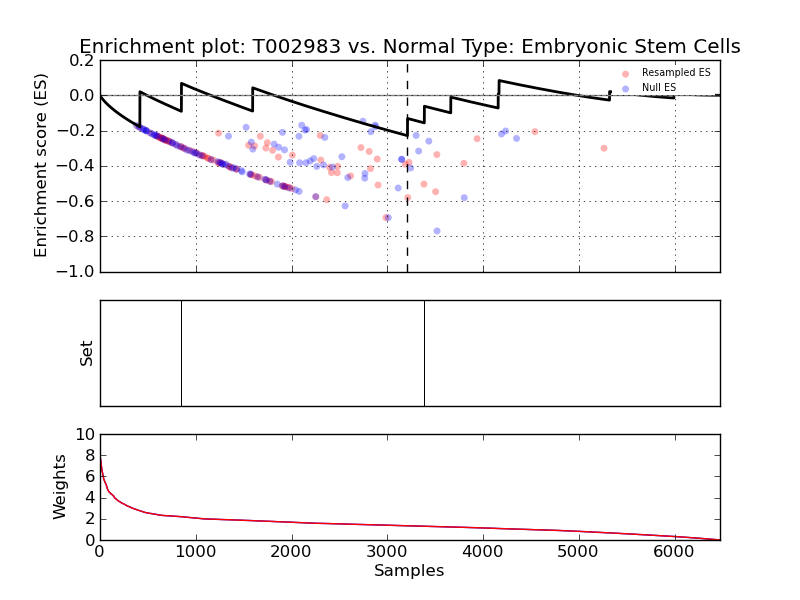 Enrichment plot: T002983 vs. Normal Type: Embryonic Stem Cells
Enrichment score (ES)
0.2
0.0
−0.2
−0.4
−0.6
−0.8
−1.0
Resampled ES
Null ES
Set
Weights
10
8
6
4
2
0
0 1000 2000 3000 4000 5000 6000
Samples